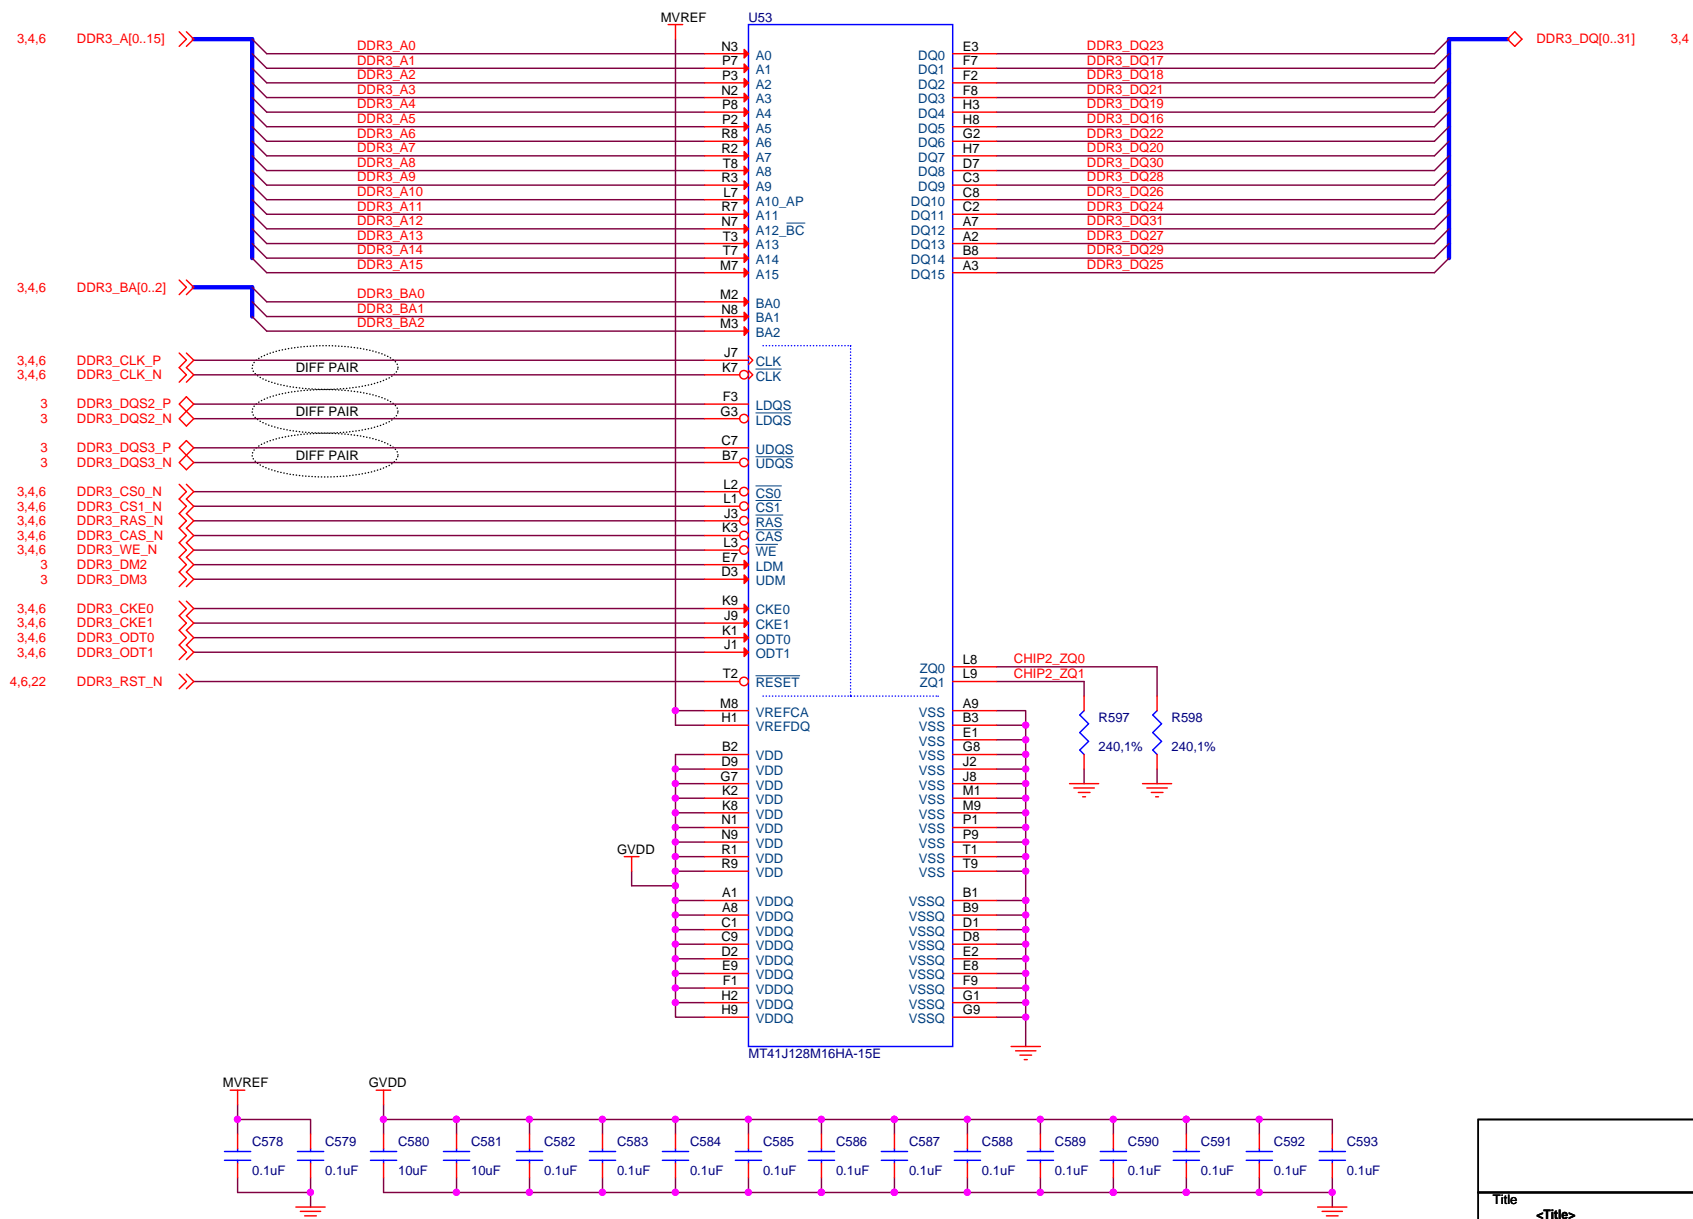 MVREF U53
3,4,6 DDR3_A[0..15] DDR3_DQ[0..31] 3,4
DDR3_A0 N3 A0 DQ0 E3 DDR3_DQ23
DDR3_A1 P7 A1 DQ1 F7 DDR3_DQ17
DDR3_A2 P3 A2 DQ2 F2 DDR3_DQ18
DDR3_A3 N2 A3 DQ3 F8 DDR3_DQ21
DDR3_A4 P8 A4 DQ4 H3 DDR3_DQ19
DDR3_A5 P2 A5 DQ5 H8 DDR3_DQ16
DDR3_A6 R8 A6 DQ6 G2 DDR3_DQ22
DDR3_A7 R2 A7 DQ7 H7 DDR3_DQ20
DDR3_A8 T8 A8 DQ8 D7 DDR3_DQ30
DDR3_A9 R3 A9 DQ9 C3 DDR3_DQ28
DDR3_A10 L7 A10_AP DQ10 C8 DDR3_DQ26
DDR3_A11 R7 A11 DQ11 C2 DDR3_DQ24
DDR3_A12 N7 A12_BC DQ12 A7 DDR3_DQ31
DDR3_A13 T3 A13 DQ13 A2 DDR3_DQ27
DDR3_A14 T7 A14 DQ14 B8 DDR3_DQ29
DDR3_A15 M7 A15 DQ15 A3 DDR3_DQ25
3,4,6 DDR3_BA[0..2]
DDR3_BA0 M2 BA0
DDR3_BA1 N8 BA1
DDR3_BA2 M3 BA2
3,4,6 DDR3_CLK_P J7 CLK
DIFF PAIR
3,4,6 DDR3_CLK_N K7 CLK
3 DDR3_DQS2_P F3 LDQS
DIFF PAIR
3 DDR3_DQS2_N G3 LDQS
3 DDR3_DQS3_P C7 UDQS
DIFF PAIR
3 DDR3_DQS3_N B7 UDQS
3,4,6 DDR3_CS0_N L2 CS0
3,4,6 DDR3_CS1_N L1 CS1
3,4,6 DDR3_RAS_N J3 RAS
3,4,6 DDR3_CAS_N K3 CAS
3,4,6 DDR3_WE_N L3 WE
3 DDR3_DM2 E7 LDM
3 DDR3_DM3 D3 UDM
3,4,6 DDR3_CKE0 K9 CKE0
3,4,6 DDR3_CKE1 J9 CKE1
3,4,6 DDR3_ODT0 K1 ODT0
3,4,6 DDR3_ODT1 J1 ODT1
ZQ0 L8 CHIP2_ZQ0
4,6,22 DDR3_RST_N T2 RESET ZQ1 L9 CHIP2_ZQ1
M8 VREFCA VSS A9
H1 VREFDQ VSS B3
R597 R598
VSS E1
240,1% 240,1%
B2 VDD VSS G8
D9 VDD VSS J2
G7 VDD VSS J8
K2 VDD VSS M1
K8 VDD VSS M9
N1 VDD VSS P1
N9 VDD VSS P9
GVDD
R1 VDD VSS T1
R9 VDD VSS T9
A1 VDDQ VSSQ B1
A8 VDDQ VSSQ B9
C1 VDDQ VSSQ D1
C9 VDDQ VSSQ D8
D2 VDDQ VSSQ E2
E9 VDDQ VSSQ E8
F1 VDDQ VSSQ F9
H2 VDDQ VSSQ G1
H9 VDDQ VSSQ G9
MT41J128M16HA-15E
MVREF GVDD
C578 C579 C580 C581 C582 C583 C584 C585 C586 C587 C588 C589 C590 C591 C592 C593
0.1uF 0.1uF 10uF 10uF 0.1uF 0.1uF 0.1uF 0.1uF 0.1uF 0.1uF 0.1uF 0.1uF 0.1uF 0.1uF 0.1uF 0.1uF
Title
<Title>